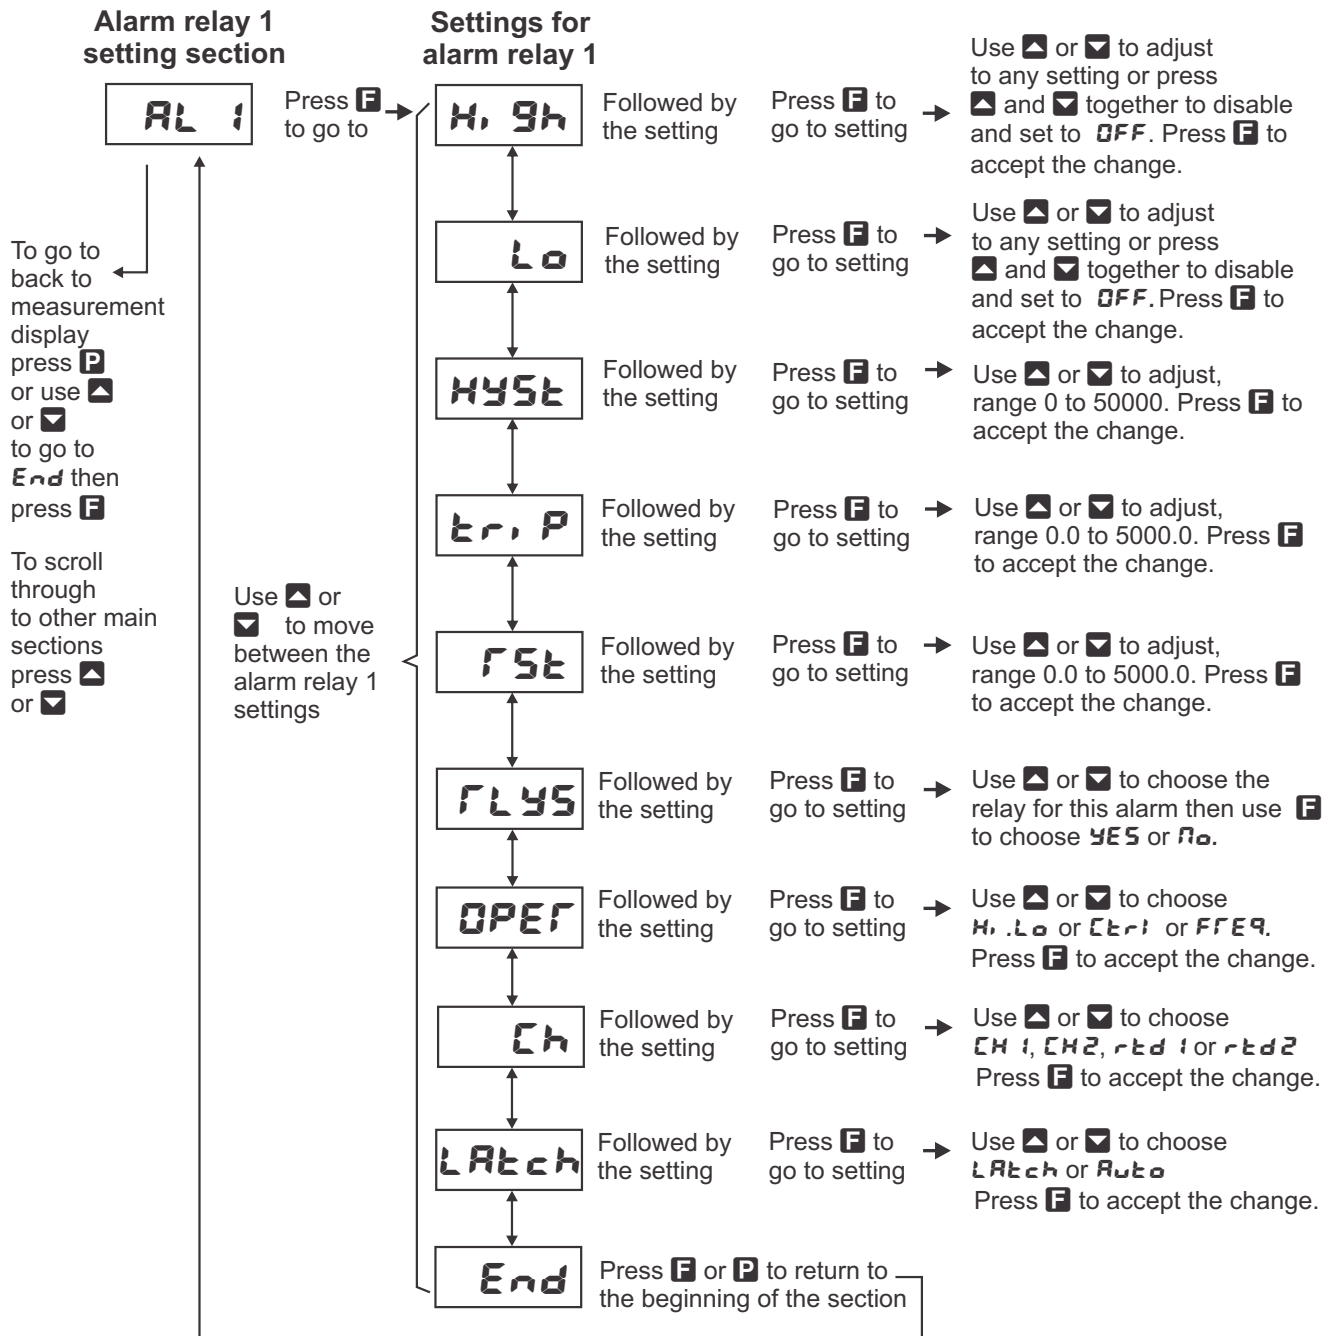 Alarm relay 1
setting section
AL 1
Press F
to go to
To go to
back to
measurement
display
press P
or use ▲
or ▼
to go to
End then
press F
To scroll
through
to other main
sections
press ▲
or ▼
Use ▲ or
▼ to move
between the
alarm relay 1
settings
Settings for
alarm relay 1
Hi gh
Followed by
the setting
Press F to
go to setting
Use ▲ or ▼ to adjust
to any setting or press
▲ and ▼ together to disable
and set to OFF. Press F to
accept the change.
Lo
Followed by
the setting
Press F to
go to setting
Use ▲ or ▼ to adjust
to any setting or press
▲ and ▼ together to disable
and set to OFF. Press F to
accept the change.
HYSt
Followed by
the setting
Press F to
go to setting
Use ▲ or ▼ to adjust,
range 0 to 50000. Press F to
accept the change.
tri P
Followed by
the setting
Press F to
go to setting
Use ▲ or ▼ to adjust,
range 0.0 to 5000.0. Press F
to accept the change.
rSt
Followed by
the setting
Press F to
go to setting
Use ▲ or ▼ to adjust,
range 0.0 to 5000.0. Press F
to accept the change.
rLYS
Followed by
the setting
Press F to
go to setting
Use ▲ or ▼ to choose the
relay for this alarm then use F
to choose YES or no.
OPEr
Followed by
the setting
Press F to
go to setting
Use ▲ or ▼ to choose
Hi .Lo or Ctrl or FrEq.
Press F to accept the change.
Ch
Followed by
the setting
Press F to
go to setting
Use ▲ or ▼ to choose
CH 1, CH2, rtd 1 or rtd2
Press F to accept the change.
LAtch
Followed by
the setting
Press F to
go to setting
Use ▲ or ▼ to choose
LAtch or Auto
Press F to accept the change.
End
Press F or P to return to
the beginning of the section